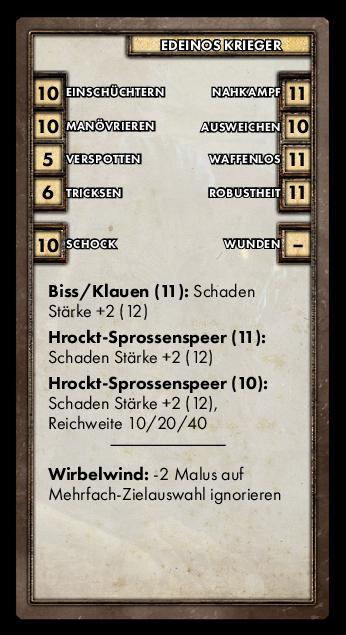 EDEINOS KRIEGER
10 EINSCHÜCHTERN NAHKAMPF 11
10 MANÖVRIEREN AUSWEICHEN 10
5 VERSPOTTEN WAFFENLOS 11
6 TRICKSEN ROBUSTHEIT 11
10 SCHOCK WUNDEN –
Biss/Klauen (11): Schaden
Stärke +2 (12)
Hrockt-Sprossenspeer (11):
Schaden Stärke +2 (12)
Hrockt-Sprossenspeer (10):
Schaden Stärke +2 (12),
Reichweite 10/20/40
Wirbelwind: -2 Malus auf
Mehrfach-Zielauswahl ignorieren